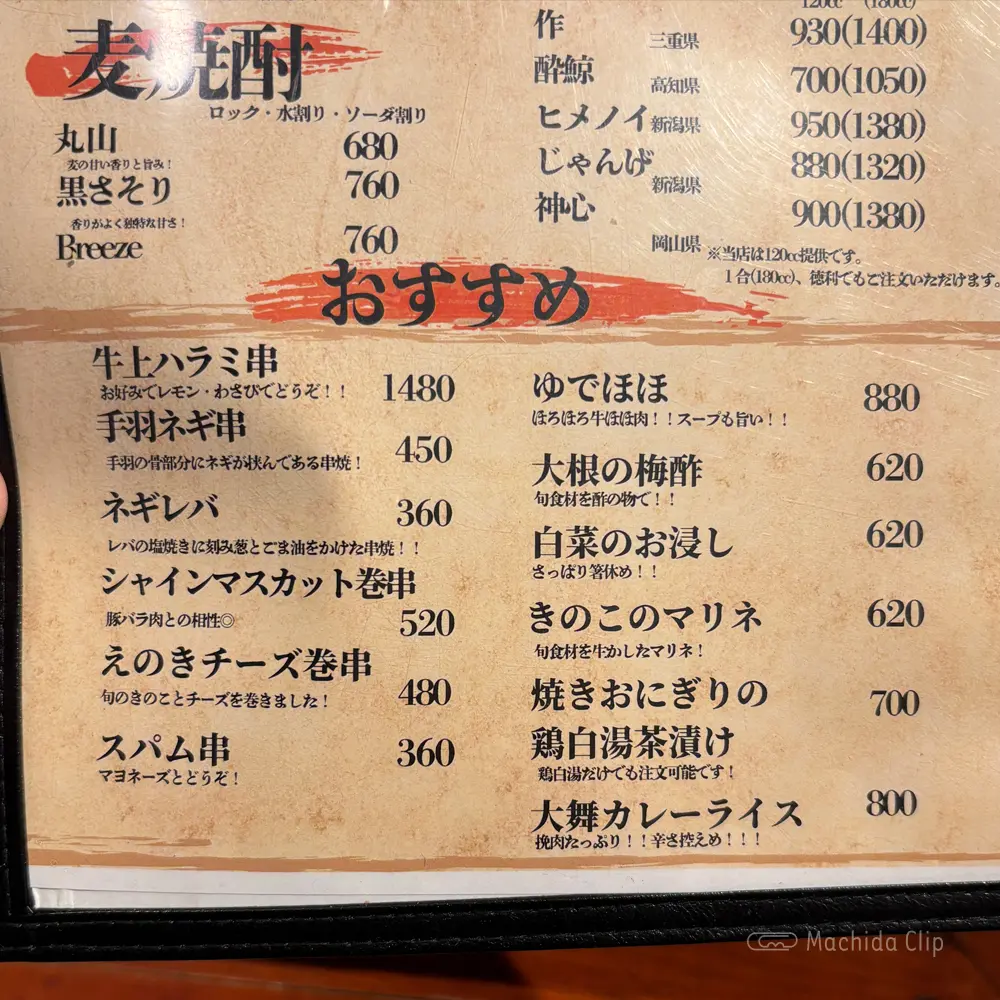 麦焼酎
ロック・水割り・ソーダ割り
丸山 680
麦の甘い香りと旨み！
黒さそり 760
香りがよく独特な甘さ！
Breeze 760
120cc (180cc)
作 三重県 930(1400)
酔鯨 高知県 700(1050)
ヒメノイ 新潟県 950(1380)
じゃんげ 新潟県 880(1320)
神心 岡山県 900(1380)
※当店は120cc提供です。
1合(180cc)、徳利でもご注文いただけます。
おすすめ
牛上ハラミ串 1480
お好みでレモン・わさびでどうぞ！！
手羽ネギ串 450
手羽の骨部分にネギが挟んである串焼！
ネギレバ 360
レバの塩焼きに刻み葱とごま油をかけた串焼！！
シャインマスカット巻串 520
豚バラ肉との相性◎
えのきチーズ巻串 480
旬のきのことチーズを巻きました！
スパム串 360
マヨネーズとどうぞ！
ゆでほほ 880
ほろほろ牛ほほ肉！！スープも旨い！！
大根の梅酢 620
旬食材を酢の物で！！
白菜のお浸し 620
さっぱり箸休め！！
きのこのマリネ 620
旬食材を生かしたマリネ！
焼きおにぎりの 700
鶏白湯茶漬け
鶏白湯だけでも注文可能です！
大舞カレーライス 800
挽肉たっぷり！！辛さ控えめ！！！
Machida Clip